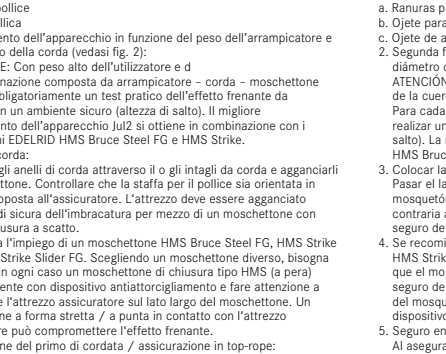 pollice
llica
nto dell'apparecchio in funzione del peso dell'arrampicatore e
o della corda (vedasi fig. 2):
E: Con peso alto dell'utilizzatore e d
nazione composta da arrampicatore – corda – moschettone
bligatoriamente un test pratico dell'effetto frenante da
n un ambiente sicuro (altezza di salto). Il migliore
nto dell'apparecchio Jul2 si ottiene in combinazione con i
i EDELRID HMS Bruce Steel FG e HMS Strike.
corda:
gli anelli di corda attraverso il o gli intagli da corda e agganciarli
ttone. Controllare che la staffa per il pollice sia orientata in
pposta all'assicuratore. L'attrezzo deve essere agganciato
di sicura dell'imbracatura per mezzo di un moschettone con
usura a scatto.
a l'impiego di un moschettone HMS Bruce Steel FG, HMS Strike
Strike Slider FG. Scegliendo un moschettone diverso, bisogna
in ogni caso un moschettone di chiusura tipo HMS (a pera)
ente con dispositivo antiattorcigliamento e fare attenzione a
e l'attrezzo assicuratore sul lato largo del moschettone. Un
ne a forma stretta / a punta in contatto con l'attrezzo
re può compromettere l'effetto frenante.
ne del primo di cordata / assicurazione in top-rope:
a. Ranuras p
b. Ojete para
c. Ojete de a
2. Segunda f
diámetro
ATENCIÓN
de la cuer
Para cada
realizar un
salto). La
HMS Bruc
3. Colocar la
Pasar el la
mosquetó
contraria a
seguro de
4. Se recomi
HMS Strik
que el mos
seguro de
del mosqu
dispositivo
5. Seguro en
Al asegura